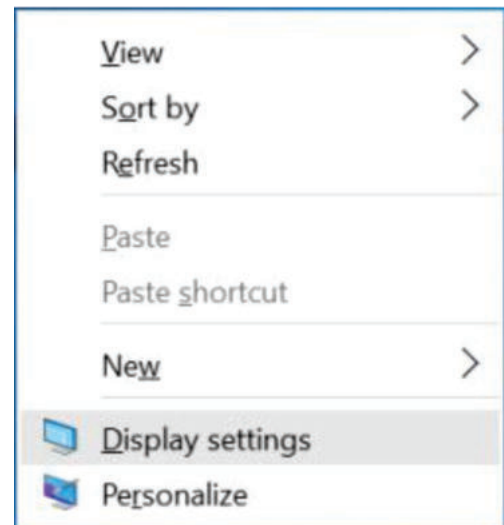 View
Sort by
Refresh
Paste
Paste shortcut
New
Display settings
Personalize